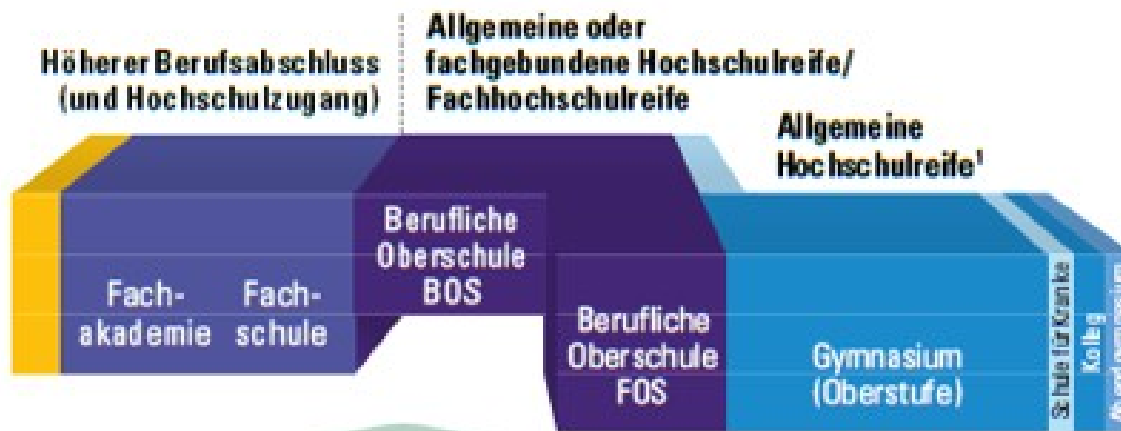 Höherer Berufsabschluss
(und Hochschulzugang)
Allgemeine oder
fachgebundene Hochschulreife/
Fachhochschulreife
Allgemeine
Hochschulreife¹
Fach-
akademie
Fach-
schule
Berufliche
Oberschule
BOS
Berufliche
Oberschule
FOS
Gymnasium
(Oberstufe)
Schule für Kranke
Kolleg